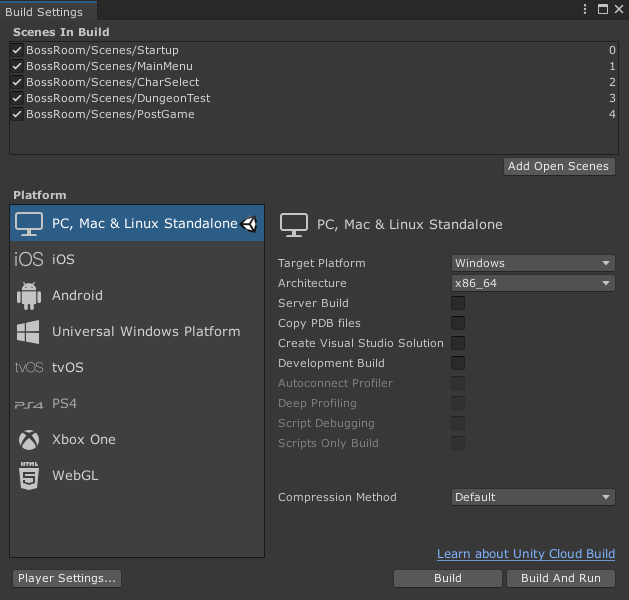 Build Settings
Scenes In Build
BossRoom/Scenes/Startup 0
BossRoom/Scenes/MainMenu 1
BossRoom/Scenes/CharSelect 2
BossRoom/Scenes/DungeonTest 3
BossRoom/Scenes/PostGame 4
Add Open Scenes
Platform
PC, Mac & Linux Standalone
iOS iOS
Android
Universal Windows Platform
tvOS tvOS
PS4 PS4
Xbox One
HTML
5 WebGL
PC, Mac & Linux Standalone
Target Platform Windows
Architecture x86_64
Server Build
Copy PDB files
Create Visual Studio Solution
Development Build
Autoconnect Profiler
Deep Profiling
Script Debugging
Scripts Only Build
Compression Method Default
Learn about Unity Cloud Build
Player Settings... Build Build And Run